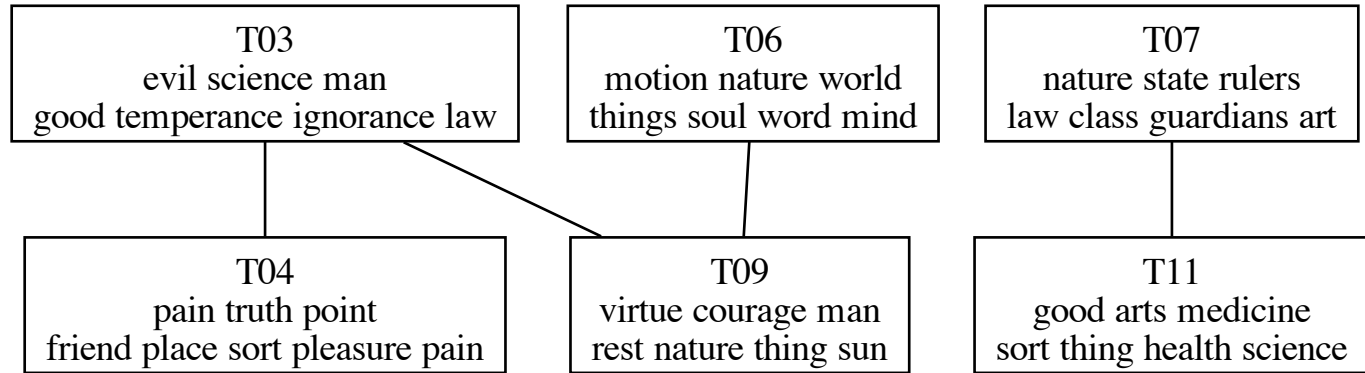 T03
evil science man
good temperance ignorance law
T06
motion nature world
things soul word mind
T07
nature state rulers
law class guardians art
T04
pain truth point
friend place sort pleasure pain
T09
virtue courage man
rest nature thing sun
T11
good arts medicine
sort thing health science